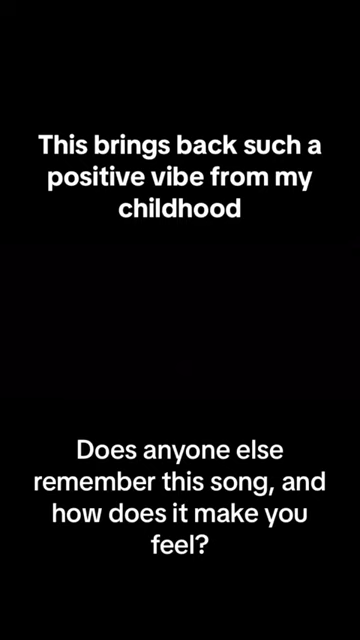 This brings back such a
positive vibe from my
childhood
Does anyone else
remember this song, and
how does it make you
feel?